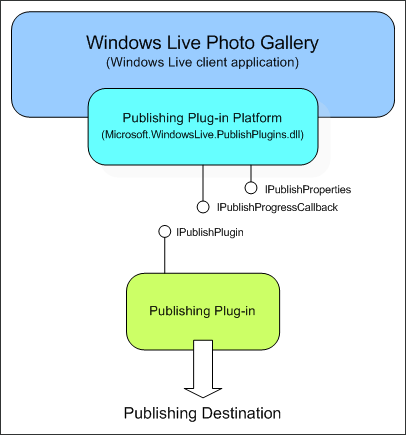 Windows Live Photo Gallery
(Windows Live client application)
Publishing Plug-in Platform
(Microsoft.WindowsLive.PublishPlugins.dll)
IPublishProperties
IPublishProgressCallback
IPublishPlugin
Publishing Plug-in
Publishing Destination